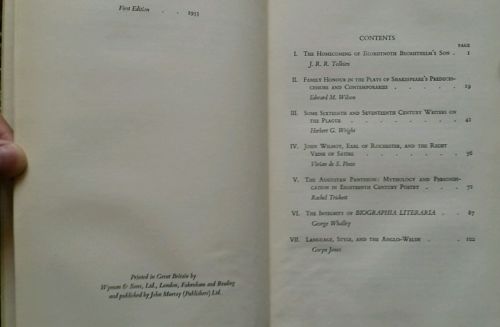 First Edition . . 1953
Printed in Great Britain by
Wyman & Sons, Ltd., London, Fakenham and Reading
and published by John Murray (Publishers) Ltd.
CONTENTS
PAGE
I. The Homecoming of Beorhtnoth Beorhthelm's Son . 1
J. R. R. Tolkien
II. Family Honour in the Plays of Shakespeare's Predeces-
cessors and Contemporaries . . . . 19
Edward M. Wilson
III. Some Sixteenth and Seventeenth Century Writers on
the Plague . . . . . . . 41
Herbert G. Wright
IV. John Wilmot, Earl of Rochester, and the Right
Veine of Satire . . . . . . 56
Vivian de S. Pinto
V. The Augustan Pantheon: Mythology and Personifi-
cation in Eighteenth Century Poetry . . . 71
Rachel Trickett
VI. The Integrity of BIOGRAPHIA LITERARIA . . 87
George Whalley
VII. Language, Style, and the Anglo-Welsh . . 102
Gwyn Jones